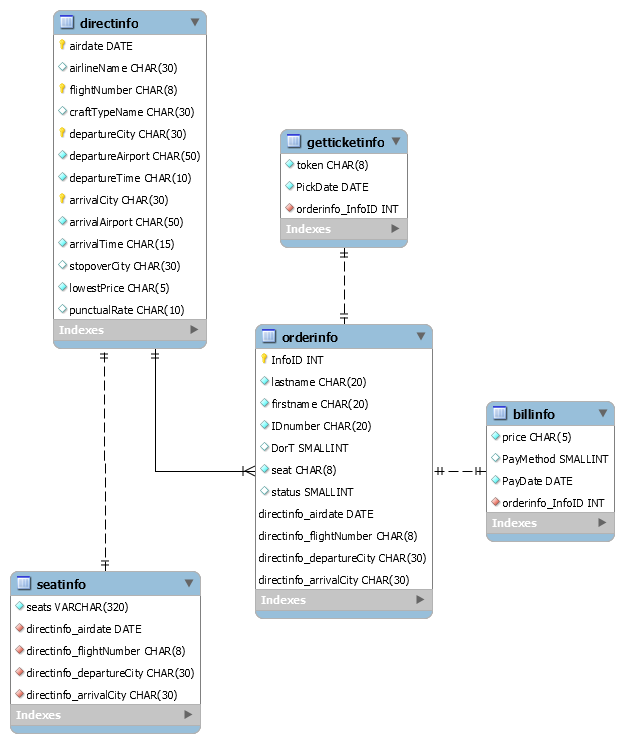 directinfo
airdate DATE
airlineName CHAR(30)
flightNumber CHAR(8)
craftTypeName CHAR(30)
departureCity CHAR(30)
departureAirport CHAR(50)
departureTime CHAR(10)
arrivalCity CHAR(30)
arrivalAirport CHAR(50)
arrivalTime CHAR(15)
stopoverCity CHAR(30)
lowestPrice CHAR(5)
punctualRate CHAR(10)
Indexes
getticketinfo
token CHAR(8)
PickDate DATE
orderinfo_InfoID INT
Indexes
orderinfo
InfoID INT
lastname CHAR(20)
firstname CHAR(20)
IDnumber CHAR(20)
DorT SMALLINT
seat CHAR(8)
status SMALLINT
directinfo_airdate DATE
directinfo_flightNumber CHAR(8)
directinfo_departureCity CHAR(30)
directinfo_arrivalCity CHAR(30)
Indexes
billinfo
price CHAR(5)
PayMethod SMALLINT
PayDate DATE
orderinfo_InfoID INT
Indexes
seatinfo
seats VARCHAR(320)
directinfo_airdate DATE
directinfo_flightNumber CHAR(8)
directinfo_departureCity CHAR(30)
directinfo_arrivalCity CHAR(30)
Indexes